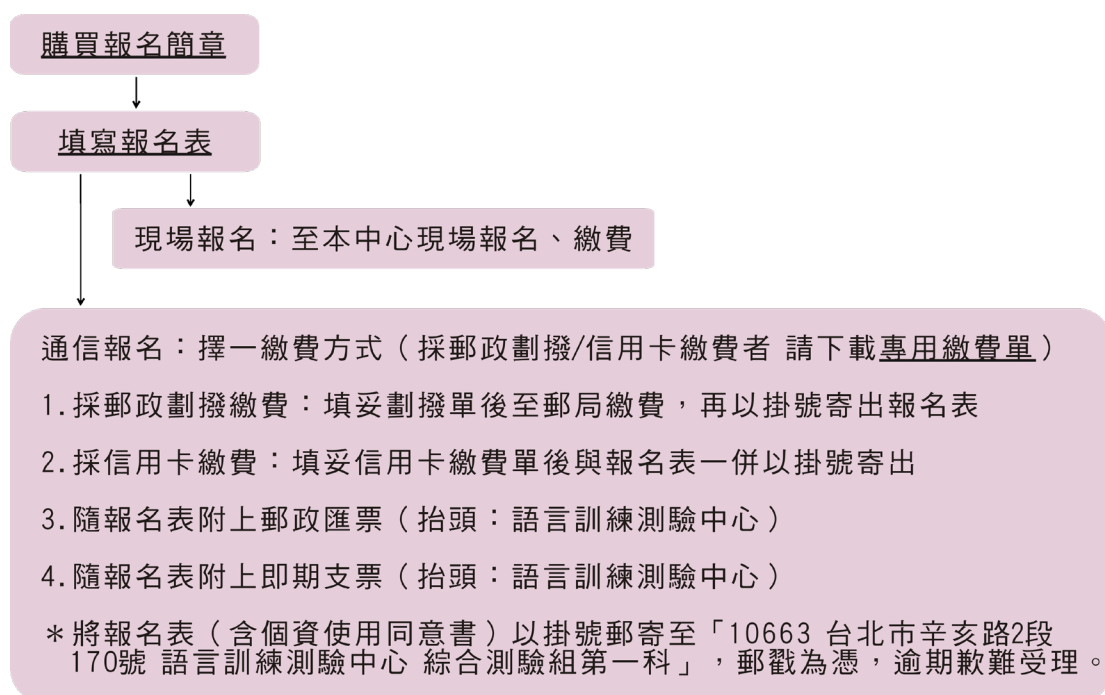 購買報名簡章
填寫報名表
現場報名：至本中心現場報名、繳費
通信報名：擇一繳費方式（採郵政劃撥/信用卡繳費者 請下載專用繳費單）
1.採郵政劃撥繳費：填妥劃撥單後至郵局繳費，再以掛號寄出報名表
2.採信用卡繳費：填妥信用卡繳費單後與報名表一併以掛號寄出
3.隨報名表附上郵政匯票（抬頭：語言訓練測驗中心）
4.隨報名表附上即期支票（抬頭：語言訓練測驗中心）
＊將報名表（含個資使用同意書）以掛號郵寄至「10663 台北市辛亥路2段
170號 語言訓練測驗中心 綜合測驗組第一科」，郵戳為憑，逾期歉難受理。